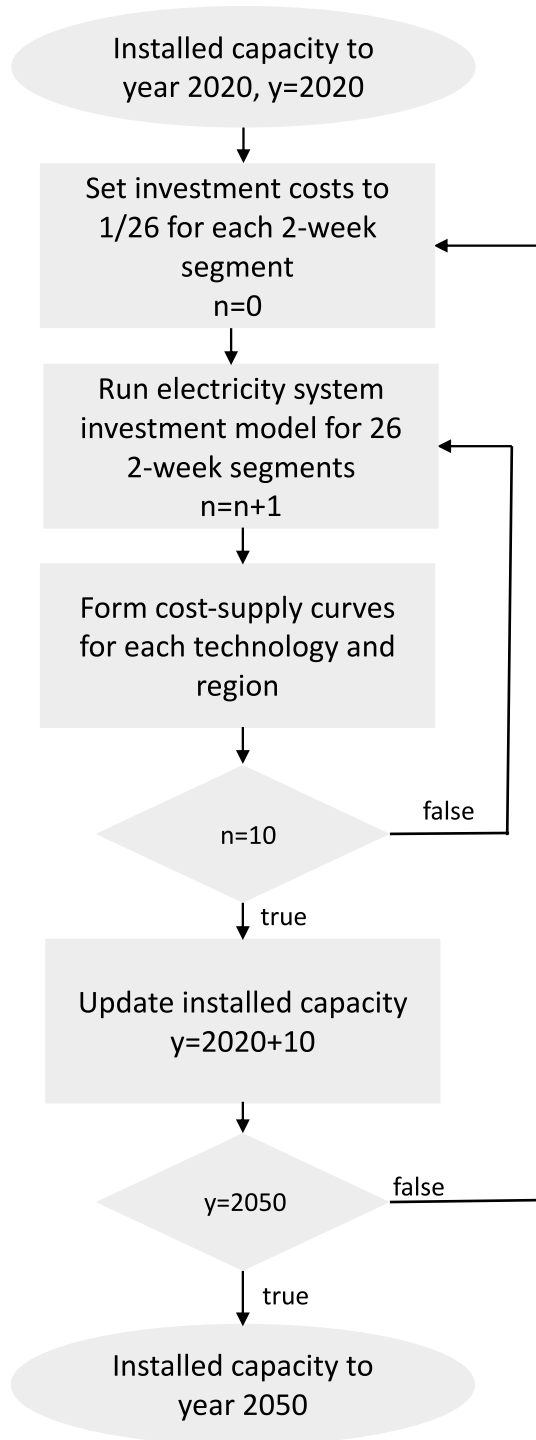 Installed capacity to
year 2020, y=2020
Set investment costs to
1/26 for each 2-week
segment
n=0
Run electricity system
investment model for 26
2-week segments
n=n+1
Form cost-supply curves
for each technology and
region
n=10
false
true
Update installed capacity
y=2020+10
y=2050
false
true
Installed capacity to
year 2050